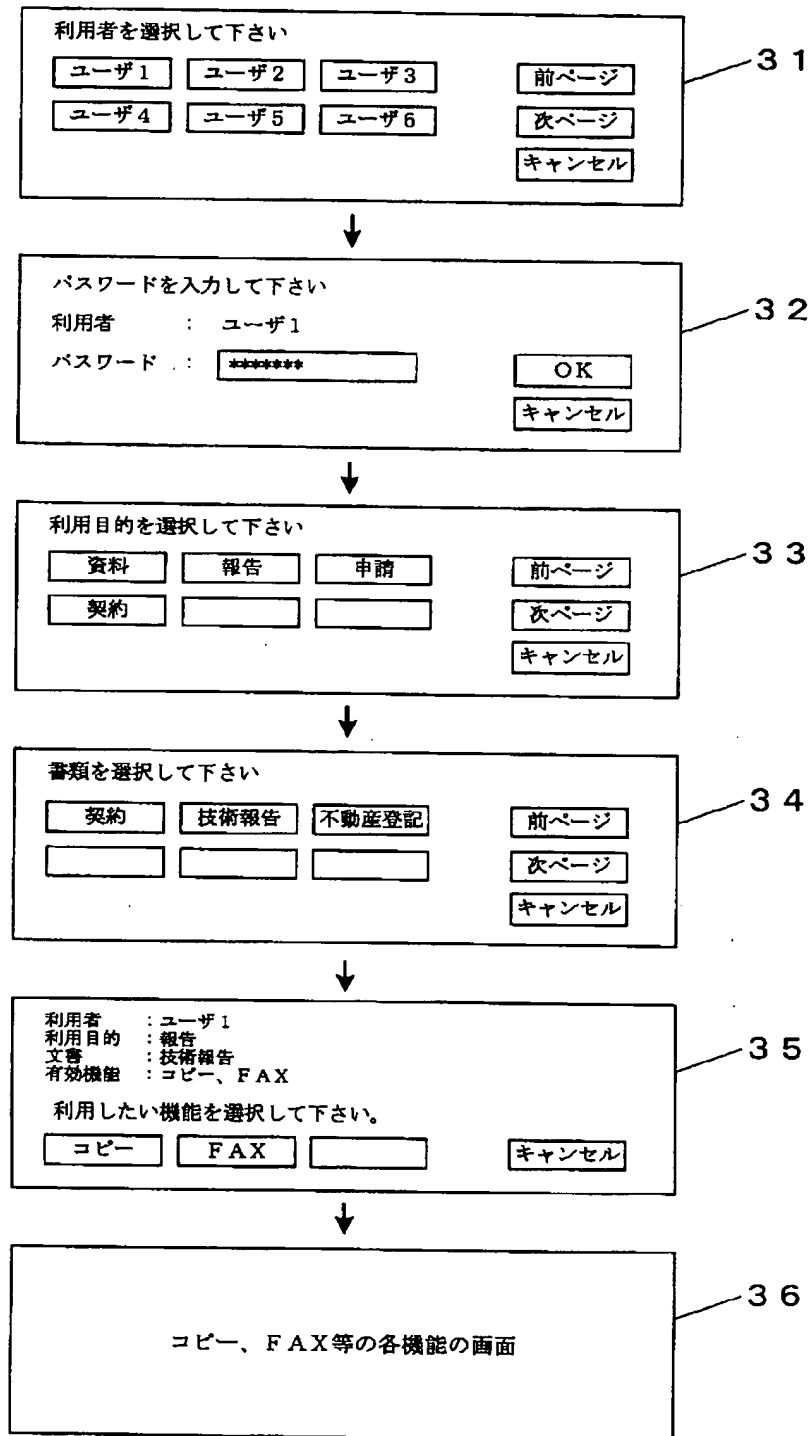 利用者を選択して下さい
ユーザ1 ユーザ2 ユーザ3 前ページ
ユーザ4 ユーザ5 ユーザ6 次ページ
キャンセル
31
パスワードを入力して下さい
利用者 : ユーザ1
パスワード : ******* OK
キャンセル
32
利用目的を選択して下さい
資料 報告 申請 前ページ
契約 次ページ
キャンセル
33
書類を選択して下さい
契約 技術報告 不動産登記 前ページ
次ページ
キャンセル
34
利用者 :ユーザ1
利用目的 :報告
文書 :技術報告
有効機能 :コピー、FAX
利用したい機能を選択して下さい。
コピー FAX キャンセル
35
コピー、FAX等の各機能の画面
36